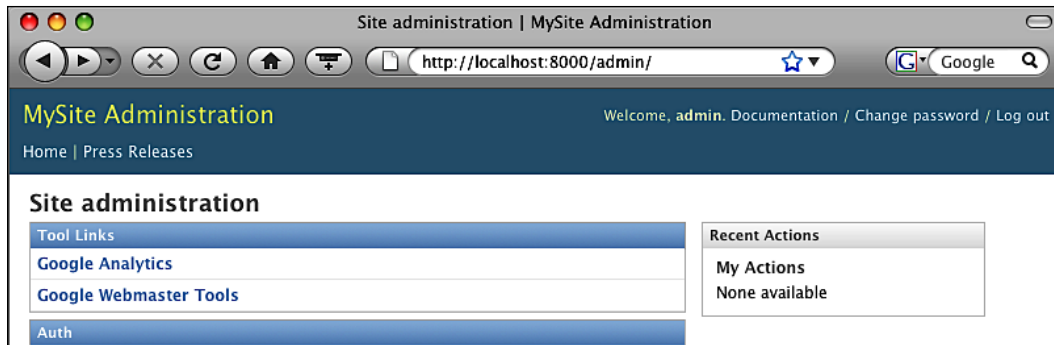 Site administration | MySite Administration
http://localhost:8000/admin/
G Google
MySite Administration
Welcome, admin. Documentation / Change password / Log out
Home | Press Releases
Site administration
Tool Links
Google Analytics
Google Webmaster Tools
Auth
Recent Actions
My Actions
None available